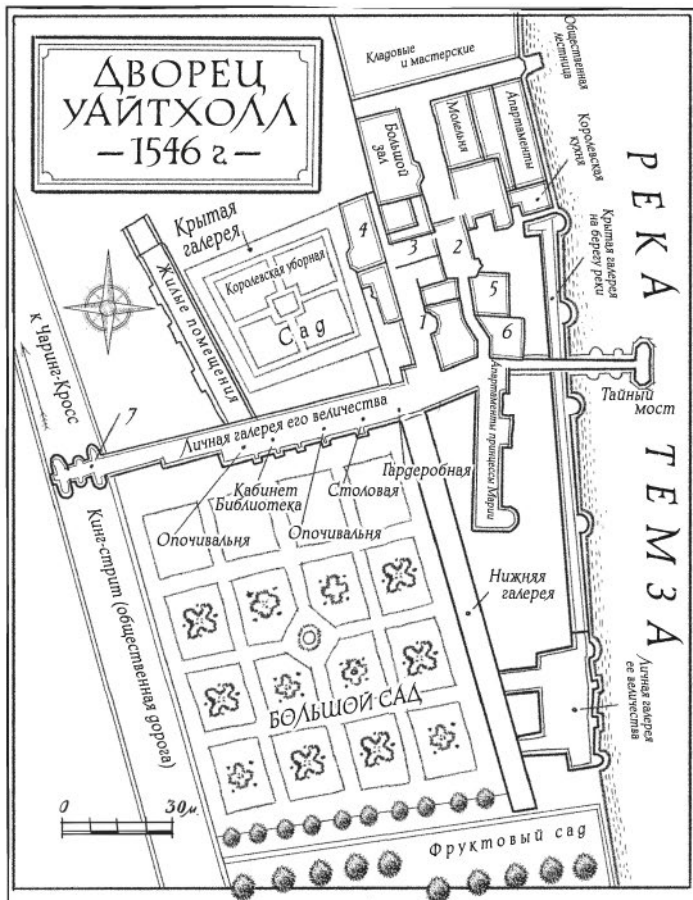 ДВОРЕЦ
УАЙТХОЛЛ
– 1546 г –
Кладовые
и мастерские
Общественная
лестница
Большой
зал
Молельня
Апартаменты
Королевская
кухня
РЕКА ТЕМЗА
Крытая галерея
на берегу реки
Крытая
галерея
Королевская уборная
Сад
Жилые помещения
к Чаринг-Кросс
4
3
2
5
1
6
7
Тайный
мост
Личная галерея его величества
Апартаменты принцессы Марии
Гардеробная
Кабинет
Библиотека
Столовая
Опочивальня
Опочивальня
Кинг-стрит (общественная дорога)
Нижняя
галерея
БОЛЬШОЙ САД
Личная галерея
ее величества
0
30 м
Фруктовый сад